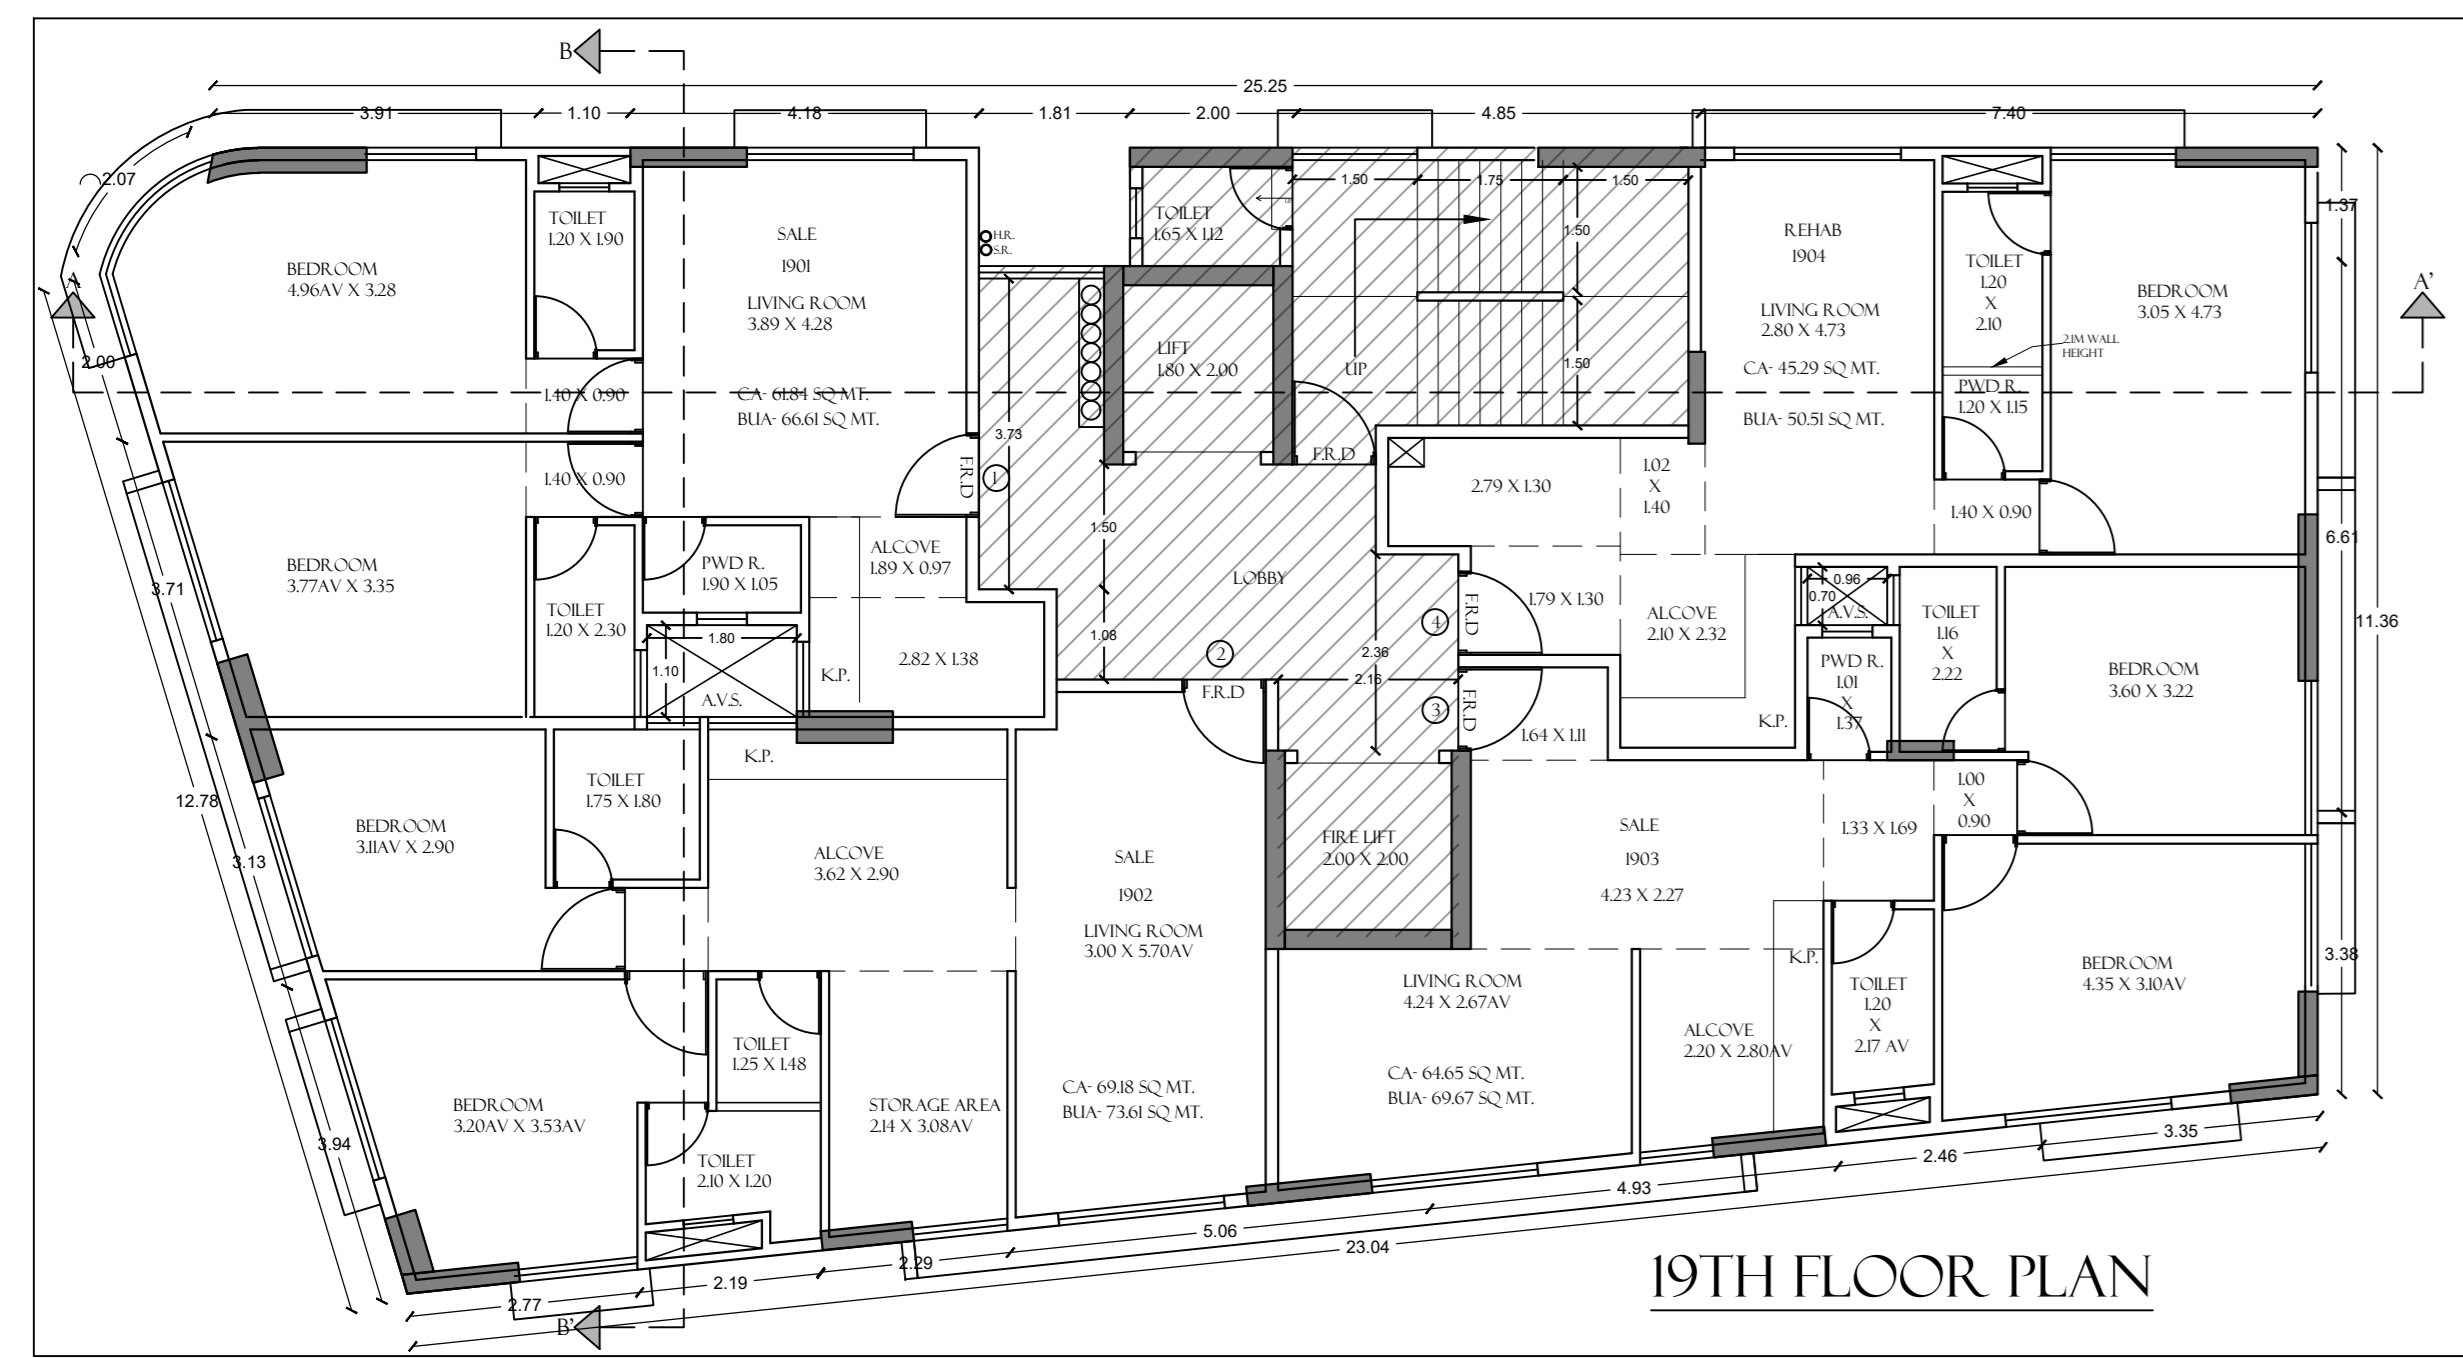 B
25.25
3.91
1.10
4.18
1.81
2.00
4.85
7.40
2.07
A
2.00
BEDROOM
4.96AV X 3.28
TOILET
1.20 X 1.90
SALE
1901
LIVING ROOM
3.89 X 4.28
CA- 61.84 SQ MT.
BUA- 66.61 SQ MT.
1.40 X 0.90
1.40 X 0.90
H.R.
S.R.
TOILET
1.65 X 1.12
1.50
1.75
1.50
1.50
1.50
UP
LIFT
1.80 X 2.00
3.73
F.R.D
1
F.R.D
REHAB
1904
LIVING ROOM
2.80 X 4.73
CA- 45.29 SQ MT.
BUA- 50.51 SQ MT.
TOILET
1.20
X
2.10
2.1M WALL
HEIGHT
PWD R.
1.20 X 1.15
BEDROOM
3.05 X 4.73
1.37
A'
6.61
11.36
3.38
2.79 X 1.30
1.02
X
1.40
1.40 X 0.90
BEDROOM
3.77AV X 3.35
TOILET
1.20 X 2.30
PWD R.
1.90 X 1.05
ALCOVE
1.89 X 0.97
1.80
1.10
A.V.S.
K.P.
2.82 X 1.38
1.50
1.08
LOBBY
2
F.R.D
2.36
2.16
4
F.R.D
3
F.R.D
1.79 X 1.30
ALCOVE
2.10 X 2.32
K.P.
1.64 X 1.11
0.96
0.70
A.V.S.
PWD R.
1.01
X
1.37
TOILET
1.16
X
2.22
BEDROOM
3.60 X 3.22
3.71
12.78
3.13
3.94
BEDROOM
3.11AV X 2.90
TOILET
1.75 X 1.80
K.P.
ALCOVE
3.62 X 2.90
SALE
1902
LIVING ROOM
3.00 X 5.70AV
CA- 69.18 SQ MT.
BUA- 73.61 SQ MT.
FIRE LIFT
2.00 X 2.00
SALE
1903
4.23 X 2.27
1.33 X 1.69
1.00
X
0.90
LIVING ROOM
4.24 X 2.67AV
CA- 64.65 SQ MT.
BUA- 69.67 SQ MT.
K.P.
ALCOVE
2.20 X 2.80AV
TOILET
1.20
X
2.17 AV
BEDROOM
4.35 X 3.10AV
BEDROOM
3.20AV X 3.53AV
TOILET
1.25 X 1.48
TOILET
2.10 X 1.20
STORAGE AREA
2.14 X 3.08AV
2.77
2.19
2.29
5.06
4.93
2.46
3.35
23.04
B'
19TH FLOOR PLAN